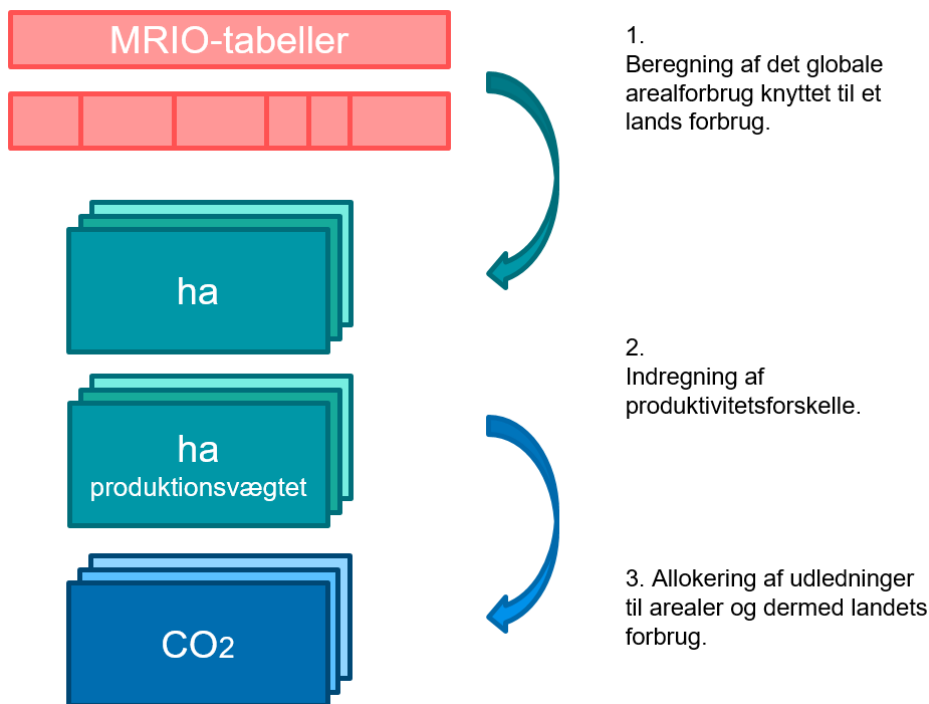 MRIO-tabeller
1.
Beregning af det globale
arealforbrug knyttet til et
lands forbrug.
ha
2.
Indregning af
produktivitetsforskelle.
ha
produktionsvægtet
3. Allokering af udledninger
til arealer og dermed landets
forbrug.
CO2